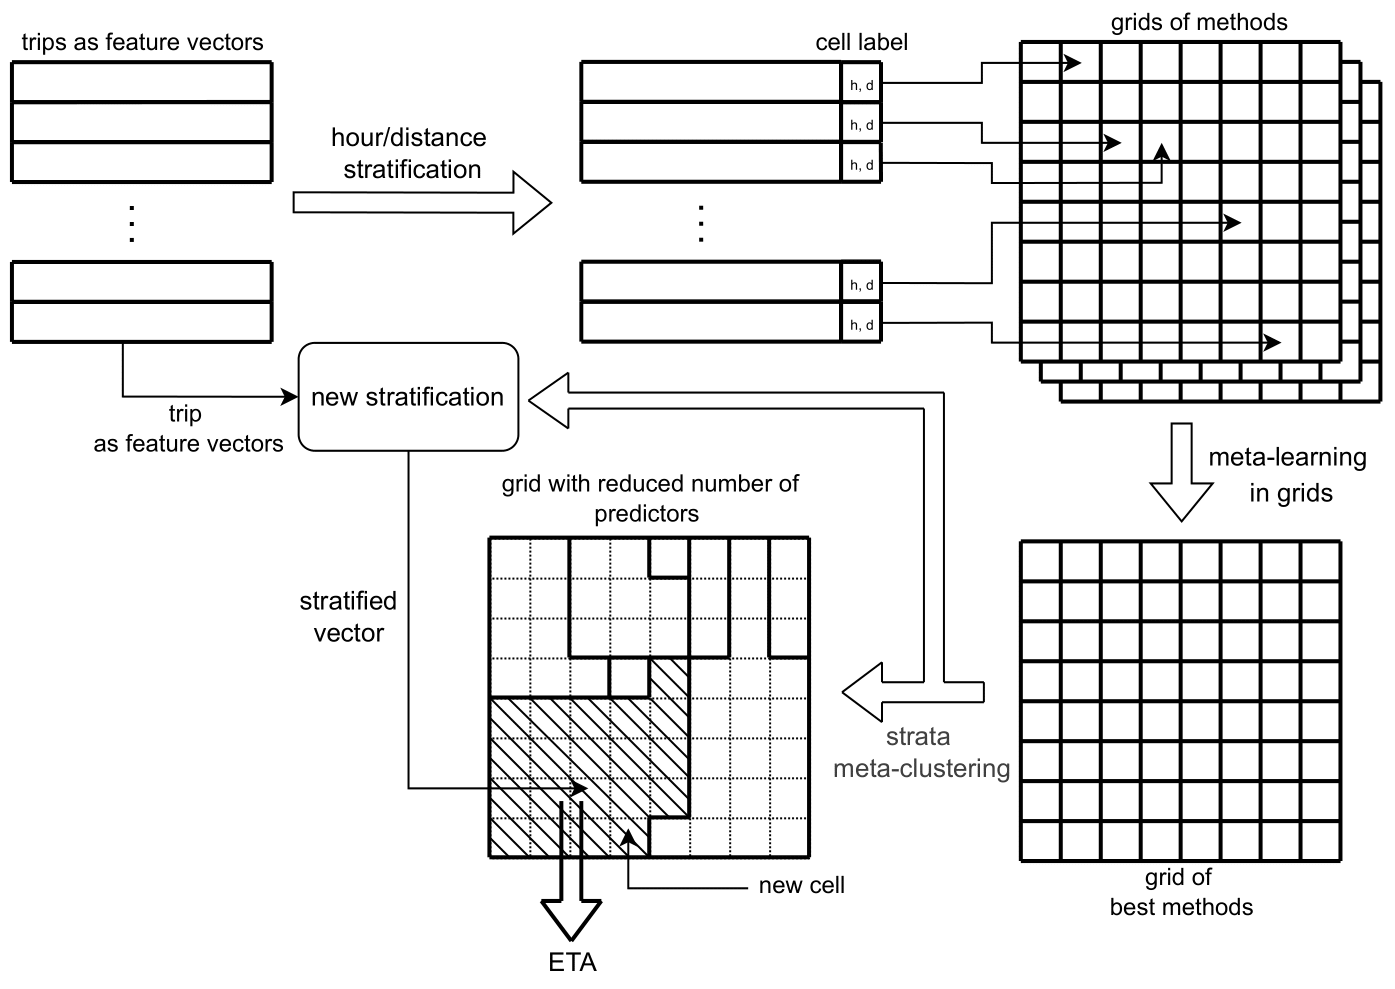 trips as feature vectors
cell label
grids of methods
h, d
h, d
h, d
h, d
h, d
hour/distance
stratification
new stratification
trip
as feature vectors
meta-learning
in grids
grid with reduced number of
predictors
stratified
vector
strata
meta-clustering
new cell
grid of
best methods
ETA